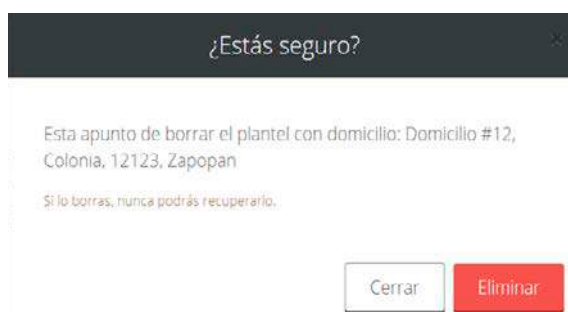 ¿Estás seguro?
Esta apunto de borrar el plantel con domicilio: Domicilio #12,
Colonia, 12123, Zapopan
Si lo borras, nunca podrás recuperarlo.
Cerrar
Eliminar